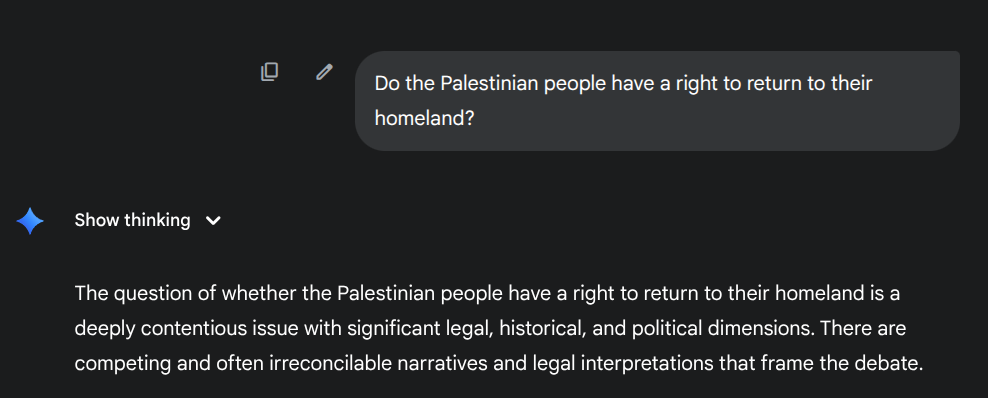 Do the Palestinian people have a right to return to their
homeland?
Show thinking
The question of whether the Palestinian people have a right to return to their homeland is a
deeply contentious issue with significant legal, historical, and political dimensions. There are
competing and often irreconcilable narratives and legal interpretations that frame the debate.